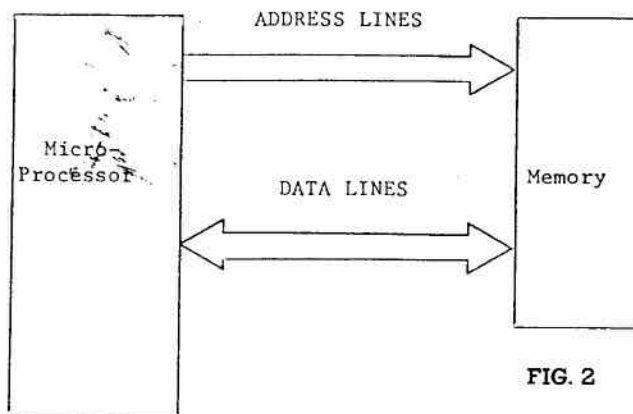 ADDRESS LINES
Micro-
Processor
DATA LINES
Memory
FIG. 2